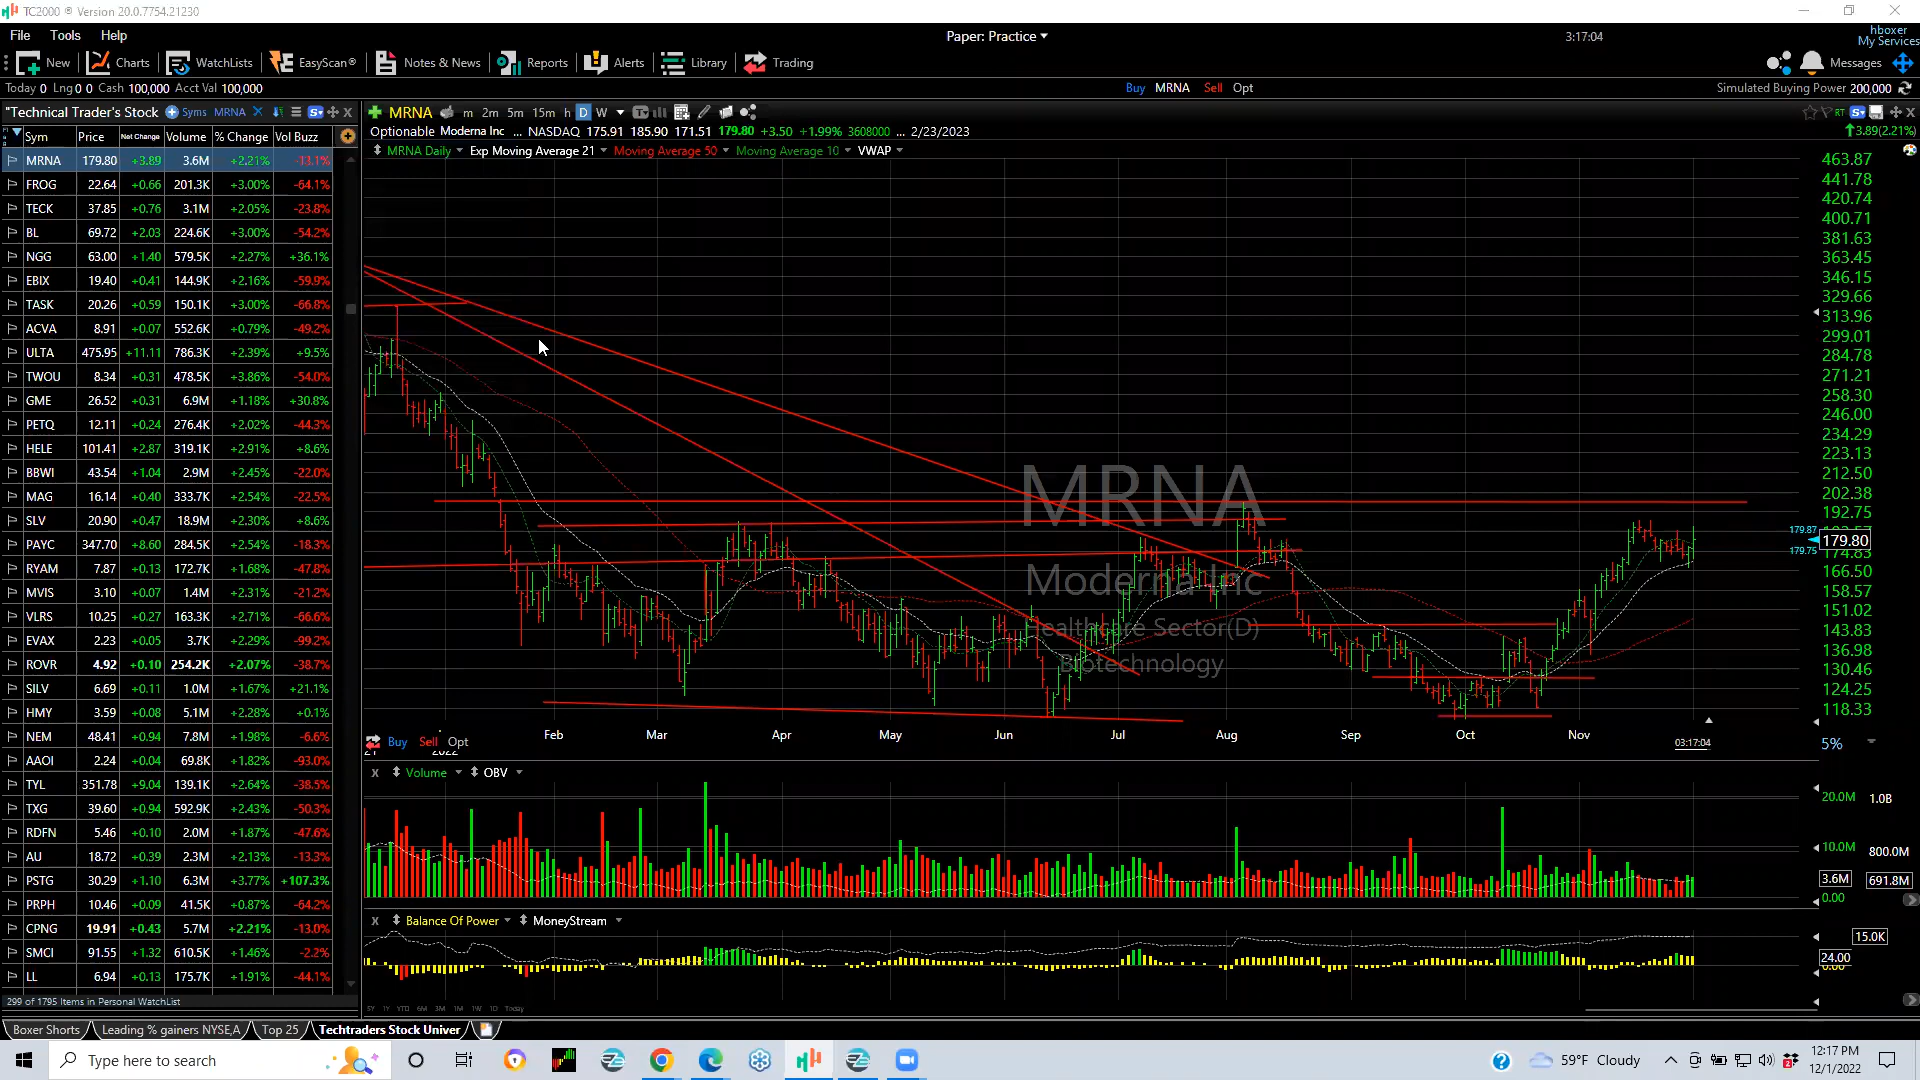 TC2000 ® Version 20.0.7754.21230
File Tools Help
Paper: Practice
3:17:04
hboxer
My Services
New Charts WatchLists EasyScan® Notes & News Reports Alerts Library Trading
Messages
Today 0 Lng 0 0 Cash 100,000 Acct Val 100,000
Buy MRNA Sell Opt
Simulated Buying Power 200,000
"Technical Trader's Stock Syms MRNA
MRNA m 2m 5m 15m h D W
RT
Optionable Moderna Inc ... NASDAQ 175.91 185.90 171.51 179.80 +3.50 +1.99% 3608000 ... 2/23/2023
3.89(2.21%)
MRNA Daily Exp Moving Average 21 Moving Average 50 Moving Average 10 VWAP
Sym Price Net Change Volume % Change Vol Buzz
MRNA 179.80 +3.89 3.6M +2.21% -13.1%
FROG 22.64 +0.66 201.3K +3.00% -64.1%
TECK 37.85 +0.76 3.1M +2.05% -23.8%
BL 69.72 +2.03 224.6K +3.00% -54.2%
NGG 63.00 +1.40 579.5K +2.27% +36.1%
EBIX 19.40 +0.41 144.9K +2.16% -59.9%
TASK 20.26 +0.59 150.1K +3.00% -66.8%
ACVA 8.91 +0.07 552.6K +0.79% -49.2%
ULTA 475.95 +11.11 786.3K +2.39% +9.5%
TWOU 8.34 +0.31 478.5K +3.86% -54.0%
GME 26.52 +0.31 6.9M +1.18% +30.8%
PETQ 12.11 +0.24 276.4K +2.02% -44.3%
HELE 101.41 +2.87 319.1K +2.91% +8.6%
BBWI 43.54 +1.04 2.9M +2.45% -22.0%
MAG 16.14 +0.40 333.7K +2.54% -22.5%
SLV 20.90 +0.47 18.9M +2.30% +8.6%
PAYC 347.70 +8.60 284.5K +2.54% -18.3%
RYAM 7.87 +0.13 172.7K +1.68% -47.8%
MVIS 3.10 +0.07 1.4M +2.31% -21.2%
VLRS 10.25 +0.27 163.3K +2.71% -66.6%
EVAX 2.23 +0.05 3.7K +2.29% -99.2%
ROVR 4.92 +0.10 254.2K +2.07% -38.7%
SILV 6.69 +0.11 1.0M +1.67% +21.1%
HMY 3.59 +0.08 5.1M +2.28% +0.1%
NEM 48.41 +0.94 7.8M +1.98% -6.6%
AAOI 2.24 +0.04 69.8K +1.82% -93.0%
TYL 351.78 +9.04 139.1K +2.64% -38.5%
TXG 39.60 +0.94 592.9K +2.43% -50.3%
RDFN 5.46 +0.10 2.0M +1.87% -47.6%
AU 18.72 +0.39 2.3M +2.13% -13.3%
PSTG 30.29 +1.10 6.3M +3.77% +107.3%
PRPH 10.46 +0.09 41.5K +0.87% -64.2%
CPNG 19.91 +0.43 5.7M +2.21% -13.0%
SMCI 91.55 +1.32 610.5K +1.46% -2.2%
LL 6.94 +0.13 175.7K +1.91% -44.1%
299 of 1795 Items in Personal WatchList
463.87
441.78
420.74
400.71
381.63
363.45
346.15
329.66
313.96
299.01
284.78
271.21
258.30
246.00
234.29
223.13
212.50
202.38
192.75
179.87
179.80
179.75
174.83
166.50
158.57
151.02
143.83
136.98
130.46
124.25
118.33
MRNA
Moderna Inc
Healthcare Sector(D)
Biotechnology
Feb Mar Apr May Jun Jul Aug Sep Oct Nov
Buy Sell Opt
03:17:04
5%
Volume OBV
20.0M 1.0B
10.0M 800.0M
3.6M 691.8M
0.00
Balance Of Power MoneyStream
15.0K
24.00
5Y 1Y YTD 6M 3M 1M 1W 1D Today
Boxer Shorts Leading % gainers NYSE,A Top 25 Techtraders Stock Univer
Type here to search
59°F Cloudy
12:17 PM
12/1/2022